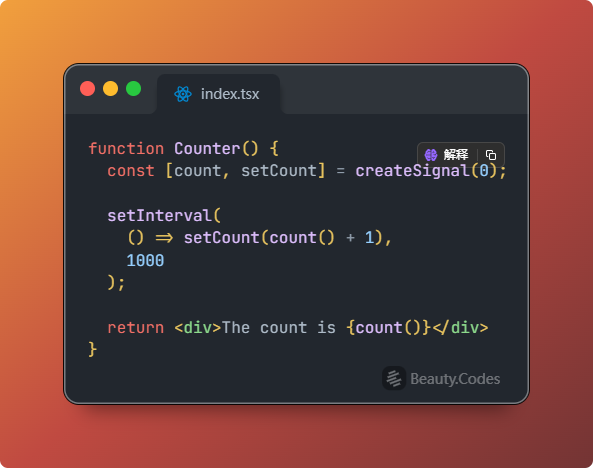 index.tsx
function Counter() {
解释
  const [count, setCount] = createSignal(0);

  setInterval(
    () => setCount(count() + 1),
    1000
  );

  return <div>The count is {count()}</div>
}
Beauty.Codes